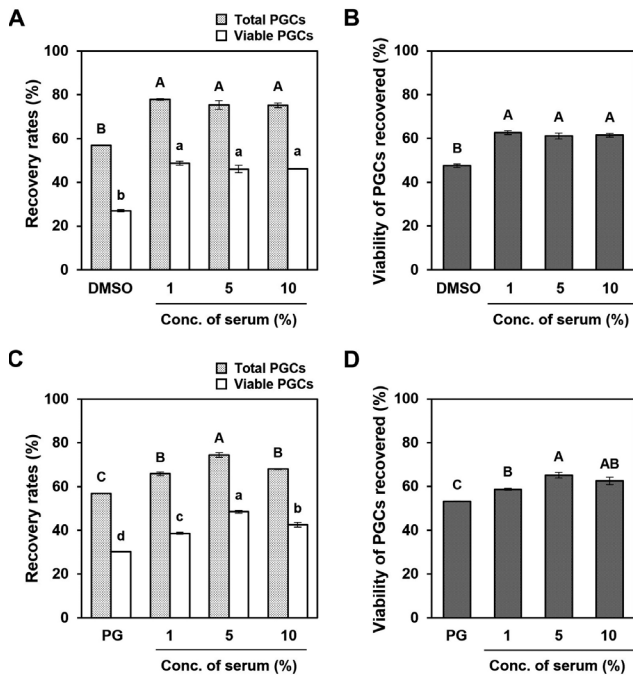 A
Total PGCs
Viable PGCs
Recovery rates (%)
100
80
60
40
20
0
B
b
A
a
A
a
A
a
DMSO
1
5
10
Conc. of serum (%)
B
Viability of PGCs recovered (%)
100
80
60
40
20
0
B
A
A
A
DMSO
1
5
10
Conc. of serum (%)
C
Total PGCs
Viable PGCs
Recovery rates (%)
100
80
60
40
20
0
C
d
B
c
A
a
B
b
PG
1
5
10
Conc. of serum (%)
D
Viability of PGCs recovered (%)
100
80
60
40
20
0
C
B
A
AB
PG
1
5
10
Conc. of serum (%)